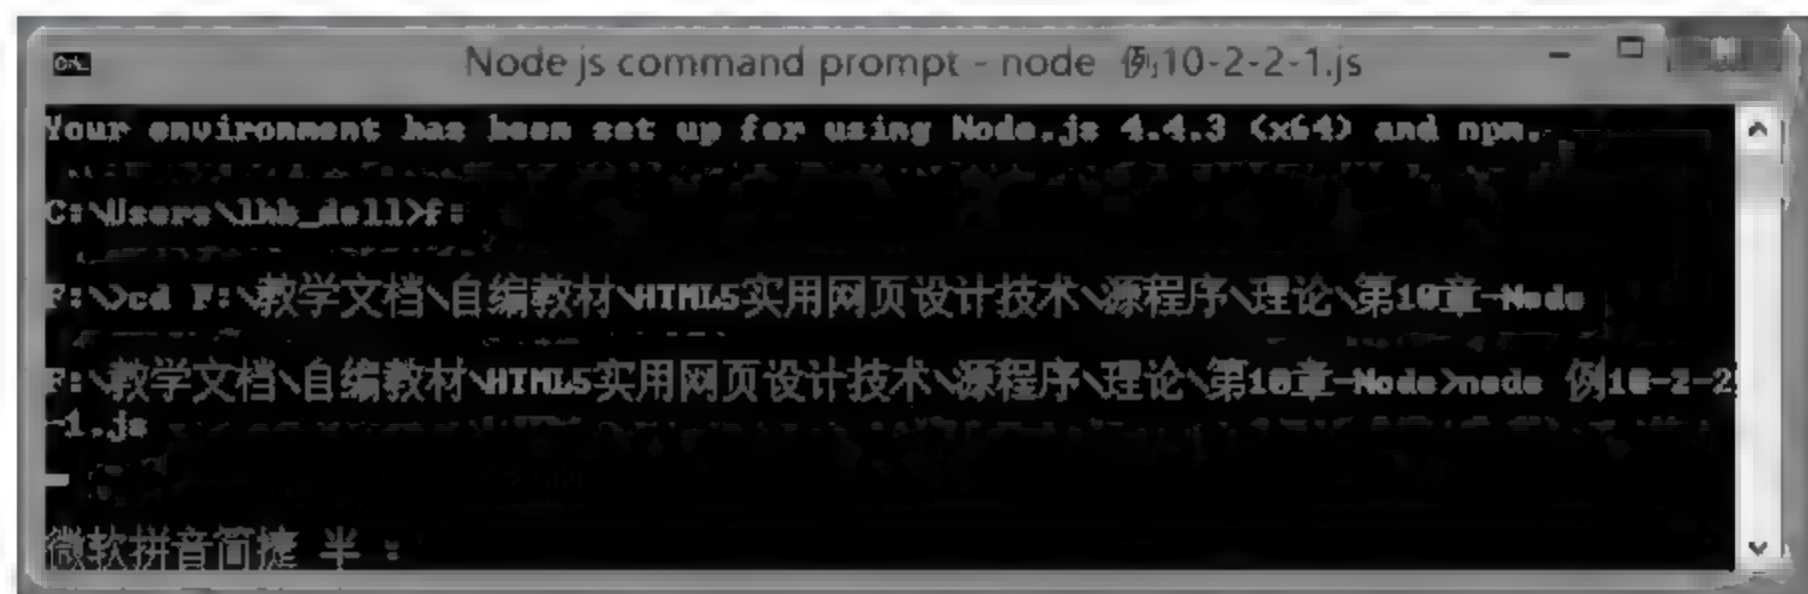 Node js command prompt - node 例10-2-2-1.js
Your environment has been set up for using Node.js 4.4.3 (x64) and npm.
C:\Users\lhb_dell>f:
F:\>cd F:\教学文档\自编教材\HTML5实用网页设计技术\源程序\理论\第10章-Node
F:\教学文档\自编教材\HTML5实用网页设计技术\源程序\理论\第10章-Node>node 例10-2-2
-1.js
微软拼音简捷 半 :